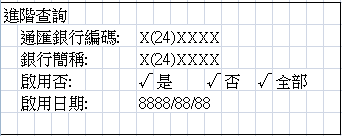 進階查詢
通匯銀行編碼: X(24)XXXX
銀行簡稱: X(24)XXXX
啟用否: √是 √否 √全部
啟用日期: 8888/88/88